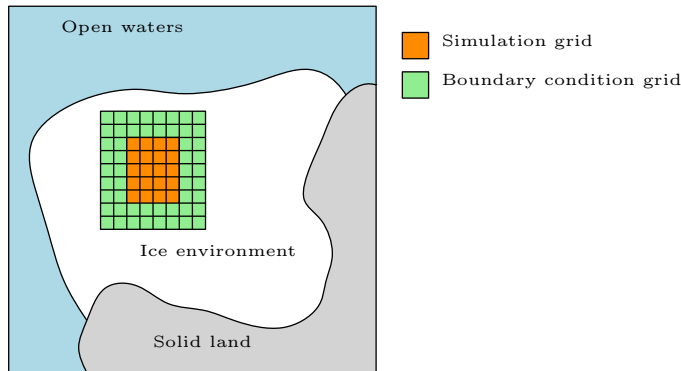 Open waters
Simulation grid
Boundary condition grid
Ice environment
Solid land